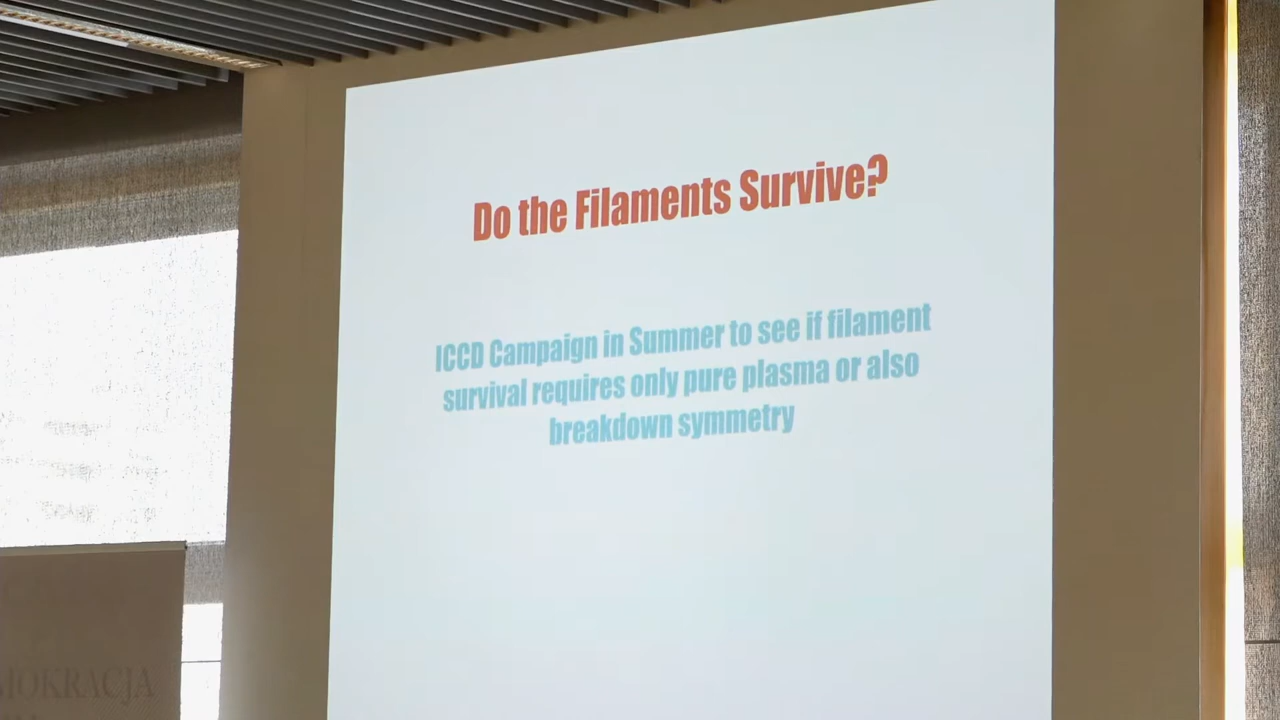 Do the Filaments Survive?
ICCD Campaign in Summer to see if filament
survival requires only pure plasma or also
breakdown symmetry
MOKRACJA